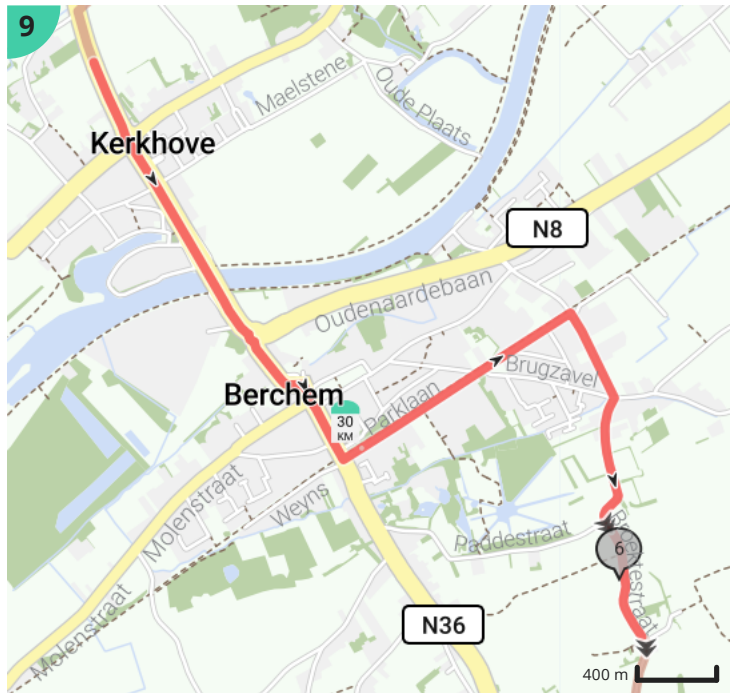 9
Maelstene
Oude Plaats
Kerkhove
N8
Oudenaardebaan
Brugzavel
Berchem
Parklaan
30
KM
Molenstraat
Weyns
Paddestraat
6
Molenstraat
N36
400 m